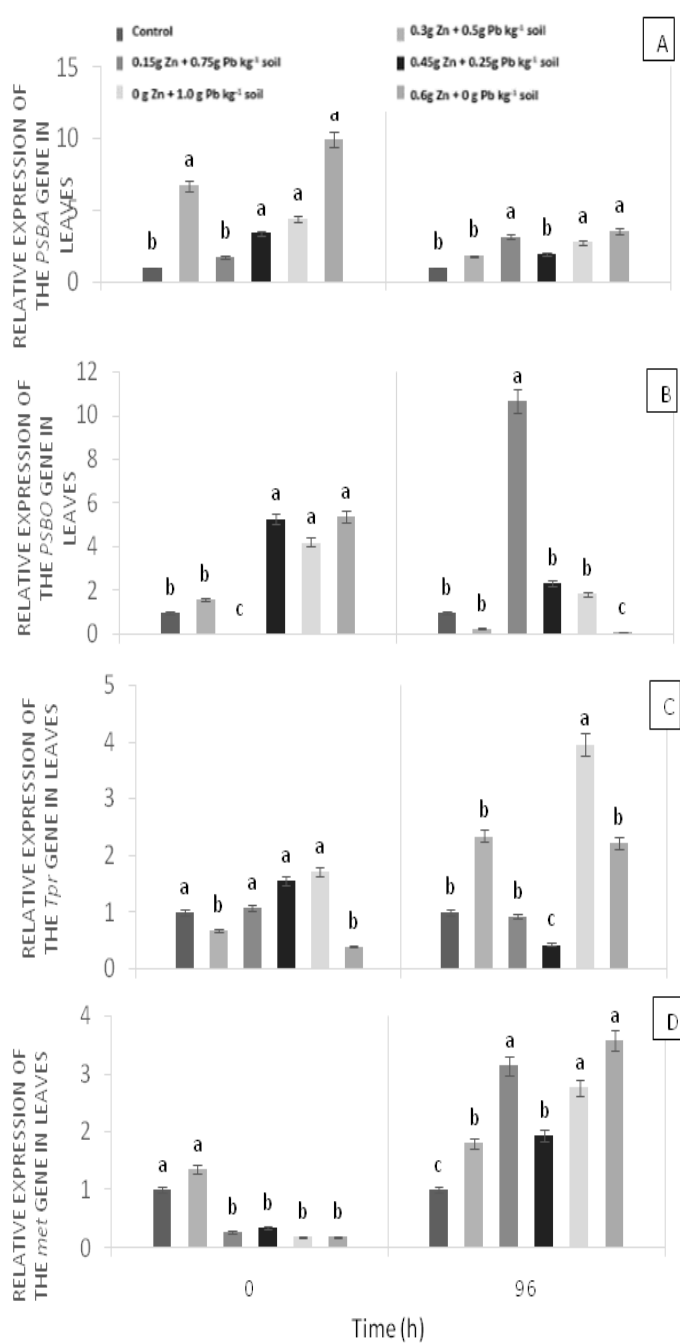 Control
0.3g Zn + 0.5g Pb kg⁻¹ soil
A
0.15g Zn + 0.75g Pb kg⁻¹ soil
0.45g Zn + 0.25g Pb kg⁻¹ soil
0 g Zn + 1.0 g Pb kg⁻¹ soil
0.6g Zn + 0 g Pb kg⁻¹ soil
RELATIVE EXPRESSION OF
THE PSBA GENE IN
LEAVES
15
10
5
0
b
a
b
a
a
a
b
b
a
b
a
a
B
RELATIVE EXPRESSION OF
THE PSBO GENE IN
LEAVES
12
10
8
6
4
2
0
b
b
c
a
a
a
b
b
a
b
b
c
C
RELATIVE EXPRESSION OF
THE Tpr GENE IN LEAVES
5
4
3
2
1
0
a
b
a
a
a
b
b
b
b
c
a
b
D
RELATIVE EXPRESSION OF
THE met GENE IN LEAVES
4
3
2
1
0
a
a
b
b
b
b
c
b
a
b
a
a
0
96
Time (h)